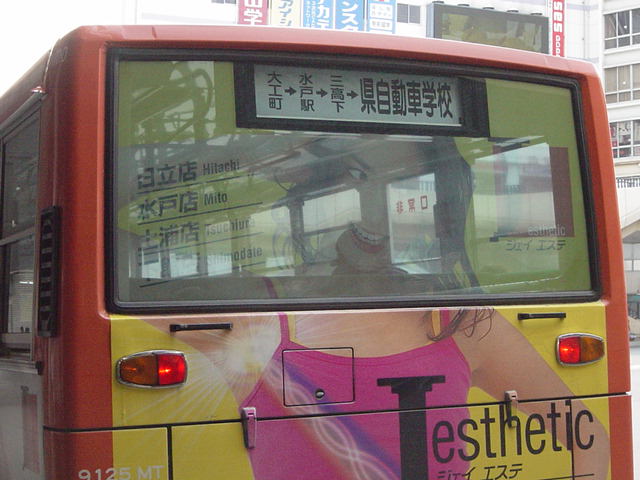 大工町→水戸駅→三高下→県自動車学校
日立店 Hitachi
水戸店 Mito
土浦店 Tsuchiura
非常口
esthetic
ジェイ エステ
J esthetic
ジェイ エステ
9125 MT